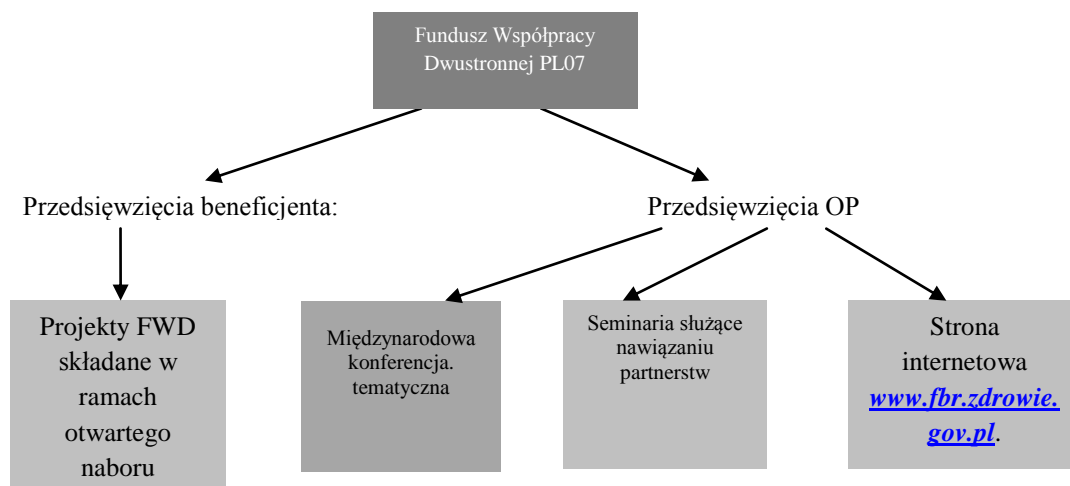 Fundusz Współpracy
Dwustronnej PL07
Przedsięwzięcia beneficjenta:
Przedsięwzięcia OP
Projekty FWD
składane w
ramach
otwartego
naboru
Międzynarodowa
konferencja.
tematyczna
Seminaria służące
nawiązaniu
partnerstw
Strona
internetowa
www.fbr.zdrowie.
gov.pl.